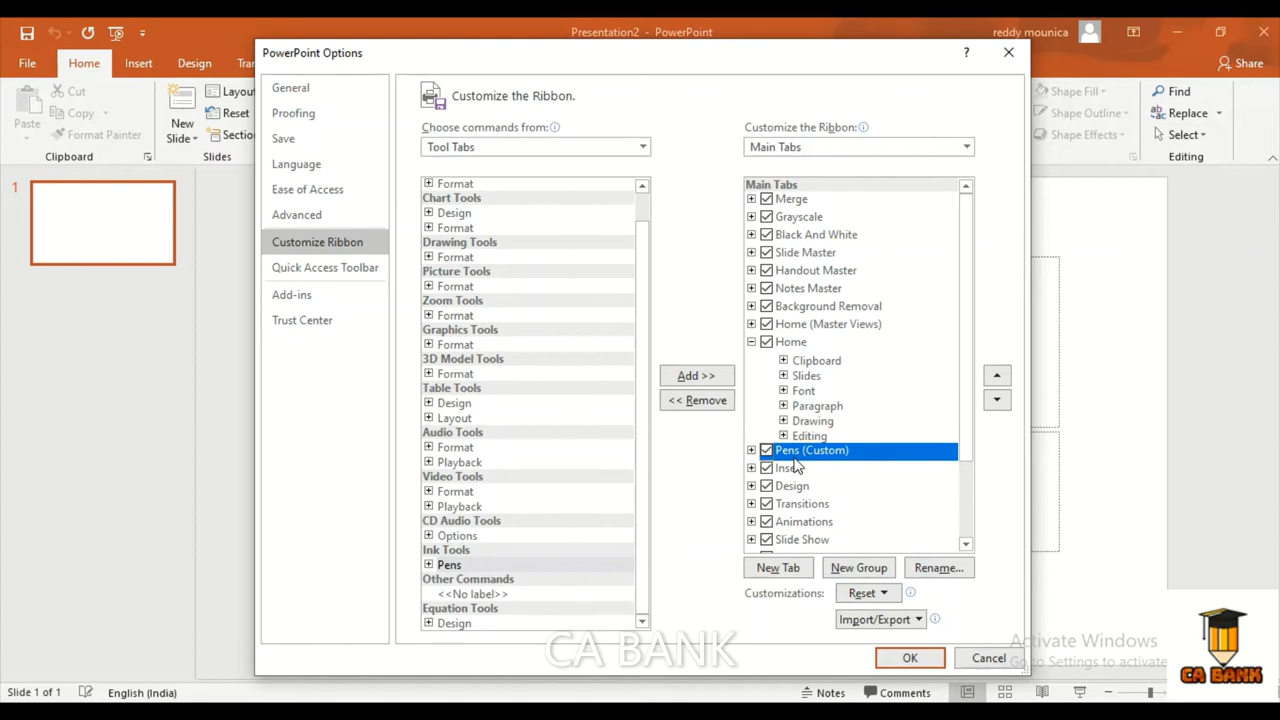 Presentation2 - PowerPoint
reddy mounica
File
Home
Insert
Design
Share
Paste
Cut
Copy
Format Painter
Clipboard
New
Slide
Layou
Reset
Sectio
Slides
Shape Fill
Shape Outline
Shape Effects
Find
Replace
Select
Editing
PowerPoint Options
?
General
Proofing
Save
Language
Ease of Access
Advanced
Customize Ribbon
Quick Access Toolbar
Add-ins
Trust Center
Customize the Ribbon.
Choose commands from:
Tool Tabs
Format
Chart Tools
Design
Format
Drawing Tools
Format
Picture Tools
Format
Zoom Tools
Format
Graphics Tools
Format
3D Model Tools
Format
Table Tools
Design
Layout
Audio Tools
Format
Playback
Video Tools
Format
Playback
CD Audio Tools
Options
Ink Tools
Pens
Other Commands
<<No label>>
Equation Tools
Design
Add >>
<< Remove
Customize the Ribbon:
Main Tabs
Main Tabs
Merge
Grayscale
Black And White
Slide Master
Handout Master
Notes Master
Background Removal
Home (Master Views)
Home
Clipboard
Slides
Font
Paragraph
Drawing
Editing
Pens (Custom)
Design
Transitions
Animations
Slide Show
New Tab
New Group
Rename...
Customizations:
Reset
Import/Export
OK
Cancel
1
CA BANK
Activate Windows
Go to Settings to activate
CA BANK
Slide 1 of 1
English (India)
Notes
Comments